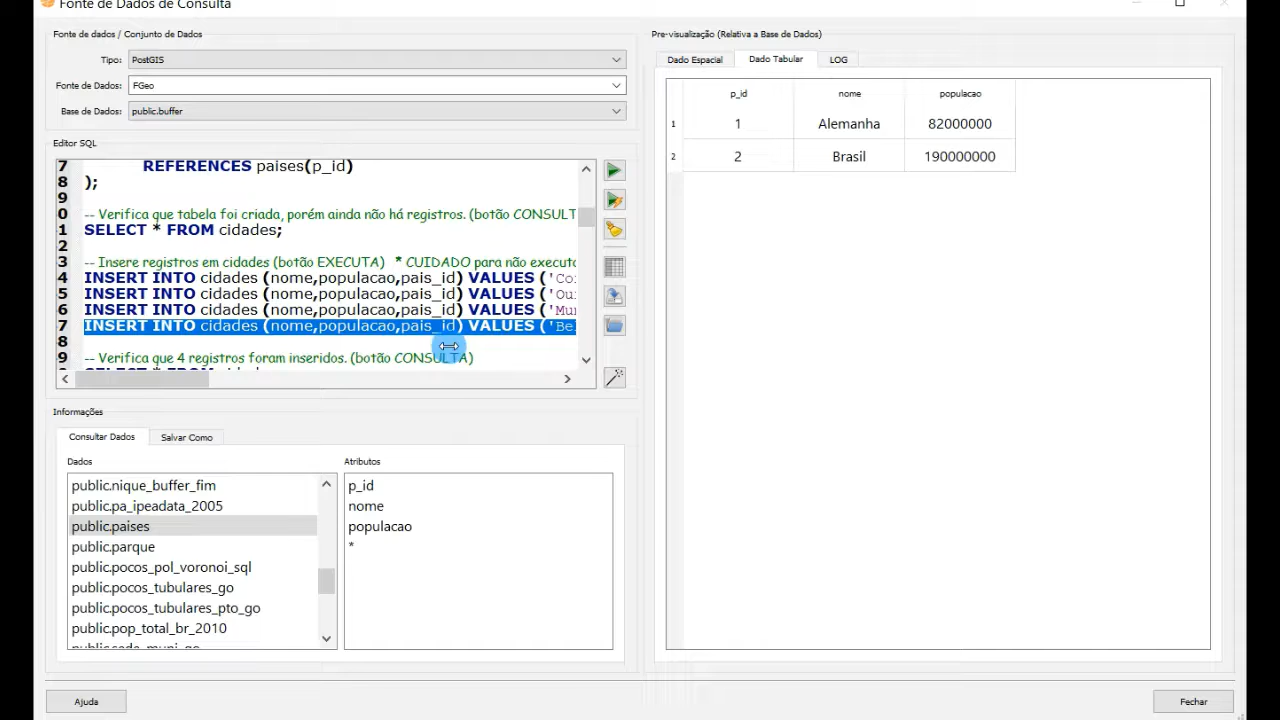 Fonte de Dados de Consulta
Fonte de dados / Conjunto de Dados
Tipo: PostGIS
Fonte de Dados: FGeo
Base de Dados: public.buffer
Editor SQL
7 REFERENCES paises(p_id)
8 );
9
0 -- Verifica que tabela foi criada, porém ainda não há registros. (botão CONSULT
1 SELECT * FROM cidades;
2
3 -- Insere registros em cidades (botão EXECUTA) * CUIDADO para não executa
4 INSERT INTO cidades (nome,populacao,pais_id) VALUES ('Co
5 INSERT INTO cidades (nome,populacao,pais_id) VALUES ('Ou
6 INSERT INTO cidades (nome,populacao,pais_id) VALUES ('Mu
7 INSERT INTO cidades (nome,populacao,pais_id) VALUES ('Be
8
9 -- Verifica que 4 registros foram inseridos. (botão CONSULTA)
Informações
Consultar Dados Salvar Como
Dados
public.nique_buffer_fim
public.pa_ipeadata_2005
public.paises
public.parque
public.pocos_pol_voronoi_sql
public.pocos_tubulares_go
public.pocos_tubulares_pto_go
public.pop_total_br_2010
Atributos
p_id
nome
populacao
*
Ajuda
Pre-visualização (Relativa a Base de Dados)
Dado Espacial Dado Tabular LOG
p_id nome populacao
1 1 Alemanha 82000000
2 2 Brasil 190000000
Fechar